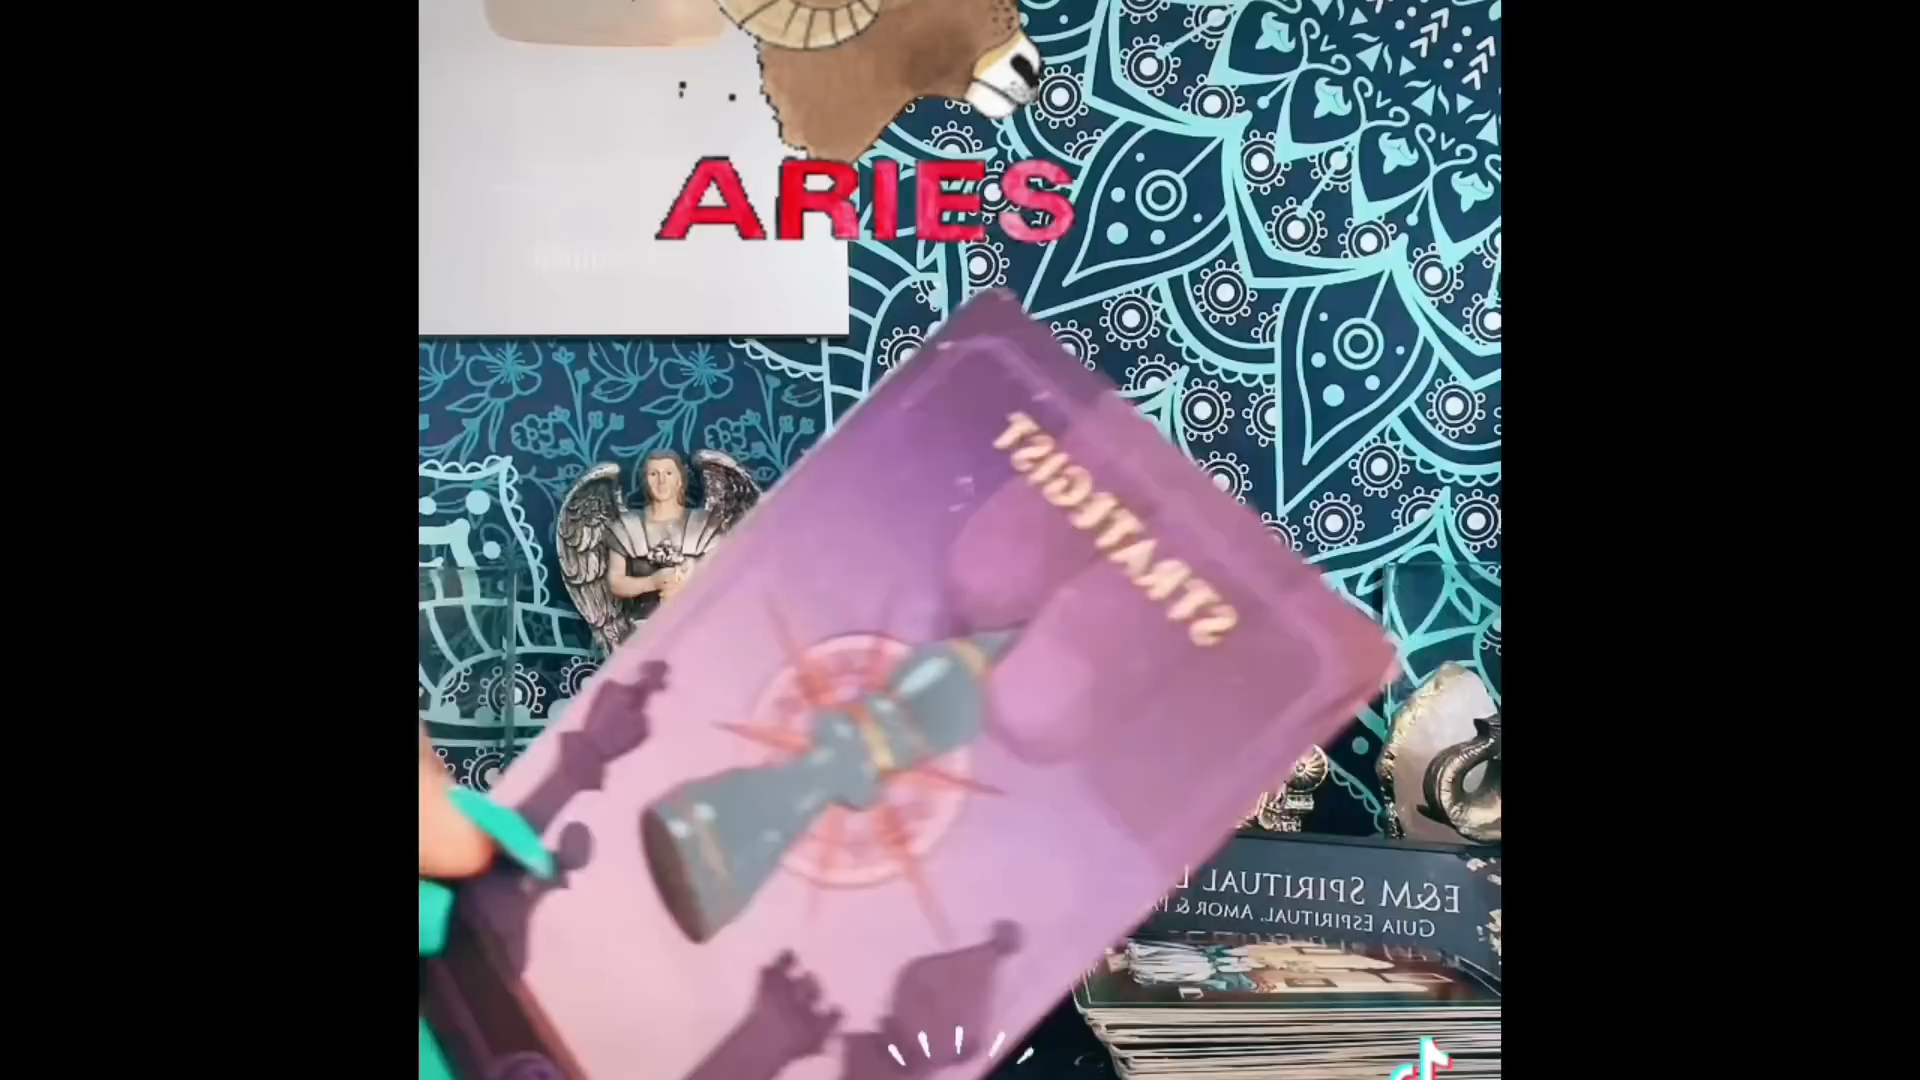 ARIES
STRATEGIST
E&M SPIRITUAL
GUIA ESPIRITUAL, AMOR &